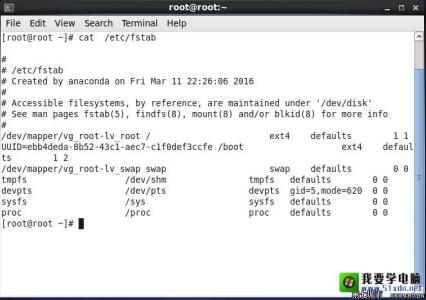 root@root:~
File Edit View Search Terminal Help
[root@root ~]# cat  /etc/fstab
#
# /etc/fstab
# Created by anaconda on Fri Mar 11 22:26:06 2016
#
# Accessible filesystems, by reference, are maintained under '/dev/disk'
# See man pages fstab(5), findfs(8), mount(8) and/or blkid(8) for more info
#
/dev/mapper/vg_root-lv_root /                       ext4    defaults        1 1
UUID=ebb4deda-8b52-43c1-aec7-c1f0def3ccfe /boot                   ext4    defaul
ts        1 2
/dev/mapper/vg_root-lv_swap swap                    swap    defaults        0 0
tmpfs                   /dev/shm                tmpfs   defaults        0 0
devpts                  /dev/pts                devpts  gid=5,mode=620  0 0
sysfs                   /sys                    sysfs   defaults        0 0
proc                    /proc                   proc    defaults        0 0
[root@root ~]#
我要学电脑
www.51xdn.net